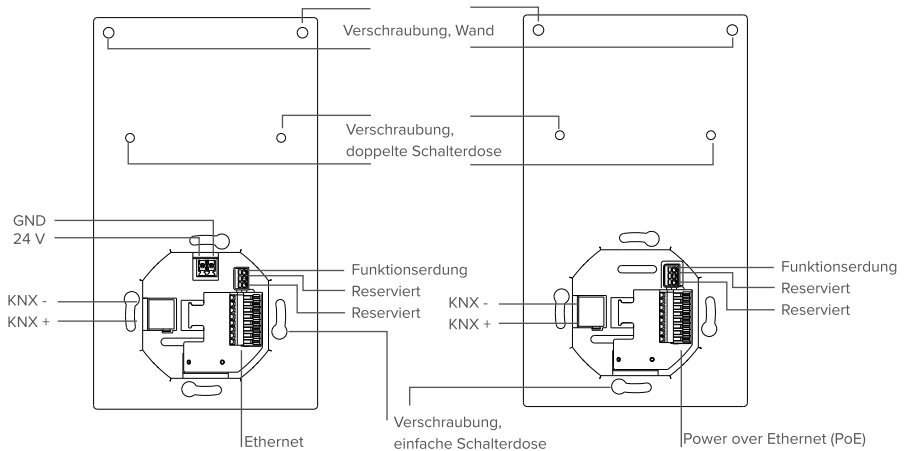 Verschraubung, Wand
Verschraubung,
doppelte Schalterdose
GND
24 V
KNX -
KNX +
Funktionserdung
Reserviert
Reserviert
Ethernet
Verschraubung,
einfache Schalterdose
KNX -
KNX +
Funktionserdung
Reserviert
Reserviert
Power over Ethernet (PoE)